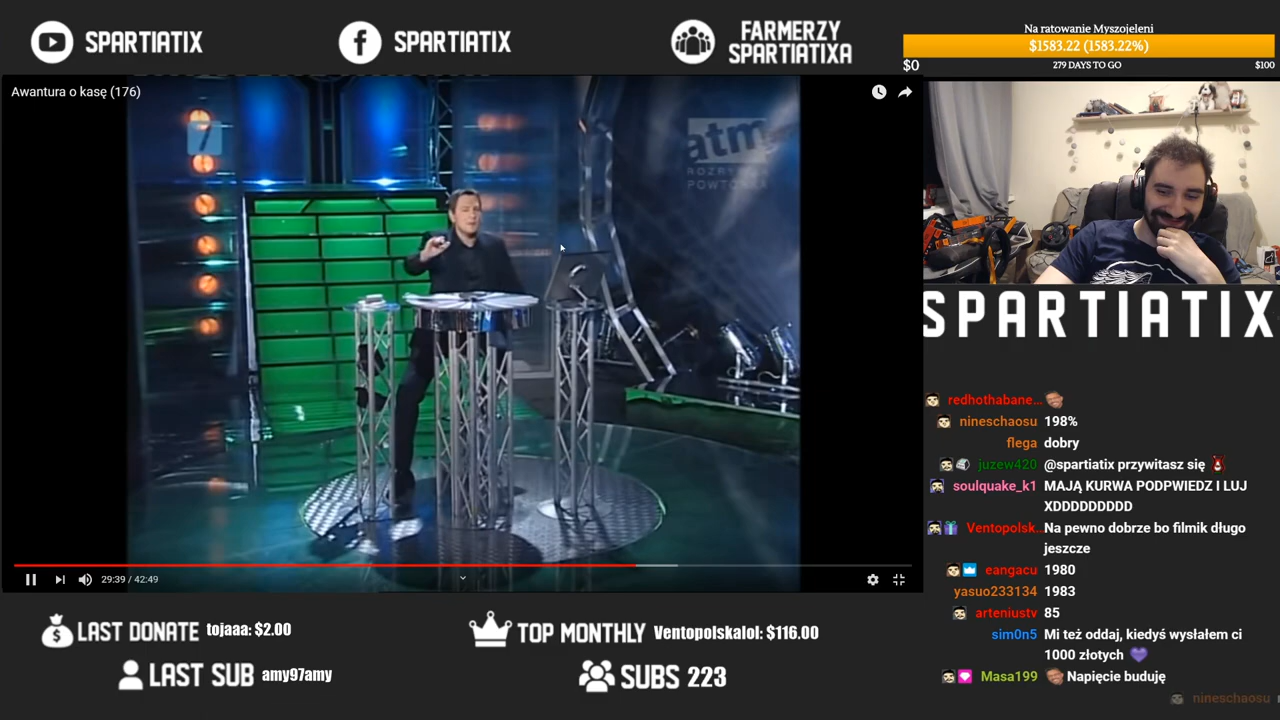 SPARTIATIX
SPARTIATIX
FARMERZY
SPARTIATIXA
Na ratowanie Myszojeleni
$1583.22 (1583.22%)
$0
279 DAYS TO GO
$100
Awantura o kasę (176)
7
atm
ROZRYWKA
POWTÓRKA
29:39 / 42:49
SPARTIATIX
redhothabane...
nineschaosu 198%
flega dobry
juzew420 @spartiatix przywitasz się
soulquake_k1 MAJĄ KURWA PODPWIEDZ I LUJ
XDDDDDDDDD
Ventopolsk... Na pewno dobrze bo filmik długo
jeszcze
eangacu 1980
yasuo233134 1983
arteniustv 85
sim0n5 Mi też oddaj, kiedyś wysłałem ci
1000 złotych
Masa199 Napięcie buduję
nineschaosu
LAST DONATE tojaaa: $2.00
TOP MONTHLY Ventopolskalol: $116.00
LAST SUB amy97amy
SUBS 223